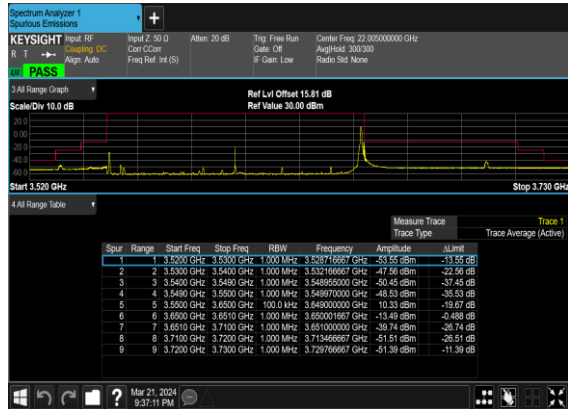 Spectrum Analyzer 1
Spurious Emissions
+
KEYSIGHT Input: RF Input Z: 50 Ω Atten: 20 dB Trig: Free Run Center Freq: 22.005000000 GHz
R T Coupling: DC Corr CCorr Gate: Off Avg|Hold: 300/300
Align: Auto Freq Ref: Int (S) IF Gain: Low Radio Std: None
PASS
3 All Range Graph
Ref Lvl Offset 15.81 dB
Scale/Div 10.0 dB Ref Value 30.00 dBm
20.0
0.00
-20.0
-40.0
-60.0
Start 3.520 GHz Stop 3.730 GHz
4 All Range Table
Measure Trace Trace 1
Trace Type Trace Average (Active)
Spur Range Start Freq Stop Freq RBW Frequency Amplitude ΔLimit
1 1 3.5200 GHz 3.5300 GHz 1.000 MHz 3.528716667 GHz -53.55 dBm -13.55 dB
2 2 3.5300 GHz 3.5400 GHz 1.000 MHz 3.532166667 GHz -47.56 dBm -22.56 dB
3 3 3.5400 GHz 3.5490 GHz 1.000 MHz 3.548955000 GHz -50.45 dBm -37.45 dB
4 4 3.5490 GHz 3.5500 GHz 1.000 MHz 3.549970000 GHz -48.53 dBm -35.53 dB
5 5 3.5500 GHz 3.6500 GHz 100.0 kHz 3.649000000 GHz 10.33 dBm -19.67 dB
6 6 3.6500 GHz 3.6510 GHz 1.000 MHz 3.650001667 GHz -13.49 dBm -0.488 dB
7 7 3.6510 GHz 3.7100 GHz 1.000 MHz 3.651000000 GHz -39.74 dBm -26.74 dB
8 8 3.7100 GHz 3.7200 GHz 1.000 MHz 3.713466667 GHz -51.51 dBm -26.51 dB
9 9 3.7200 GHz 3.7300 GHz 1.000 MHz 3.729766667 GHz -51.39 dBm -11.39 dB
? Mar 21, 2024
9:37:11 PM